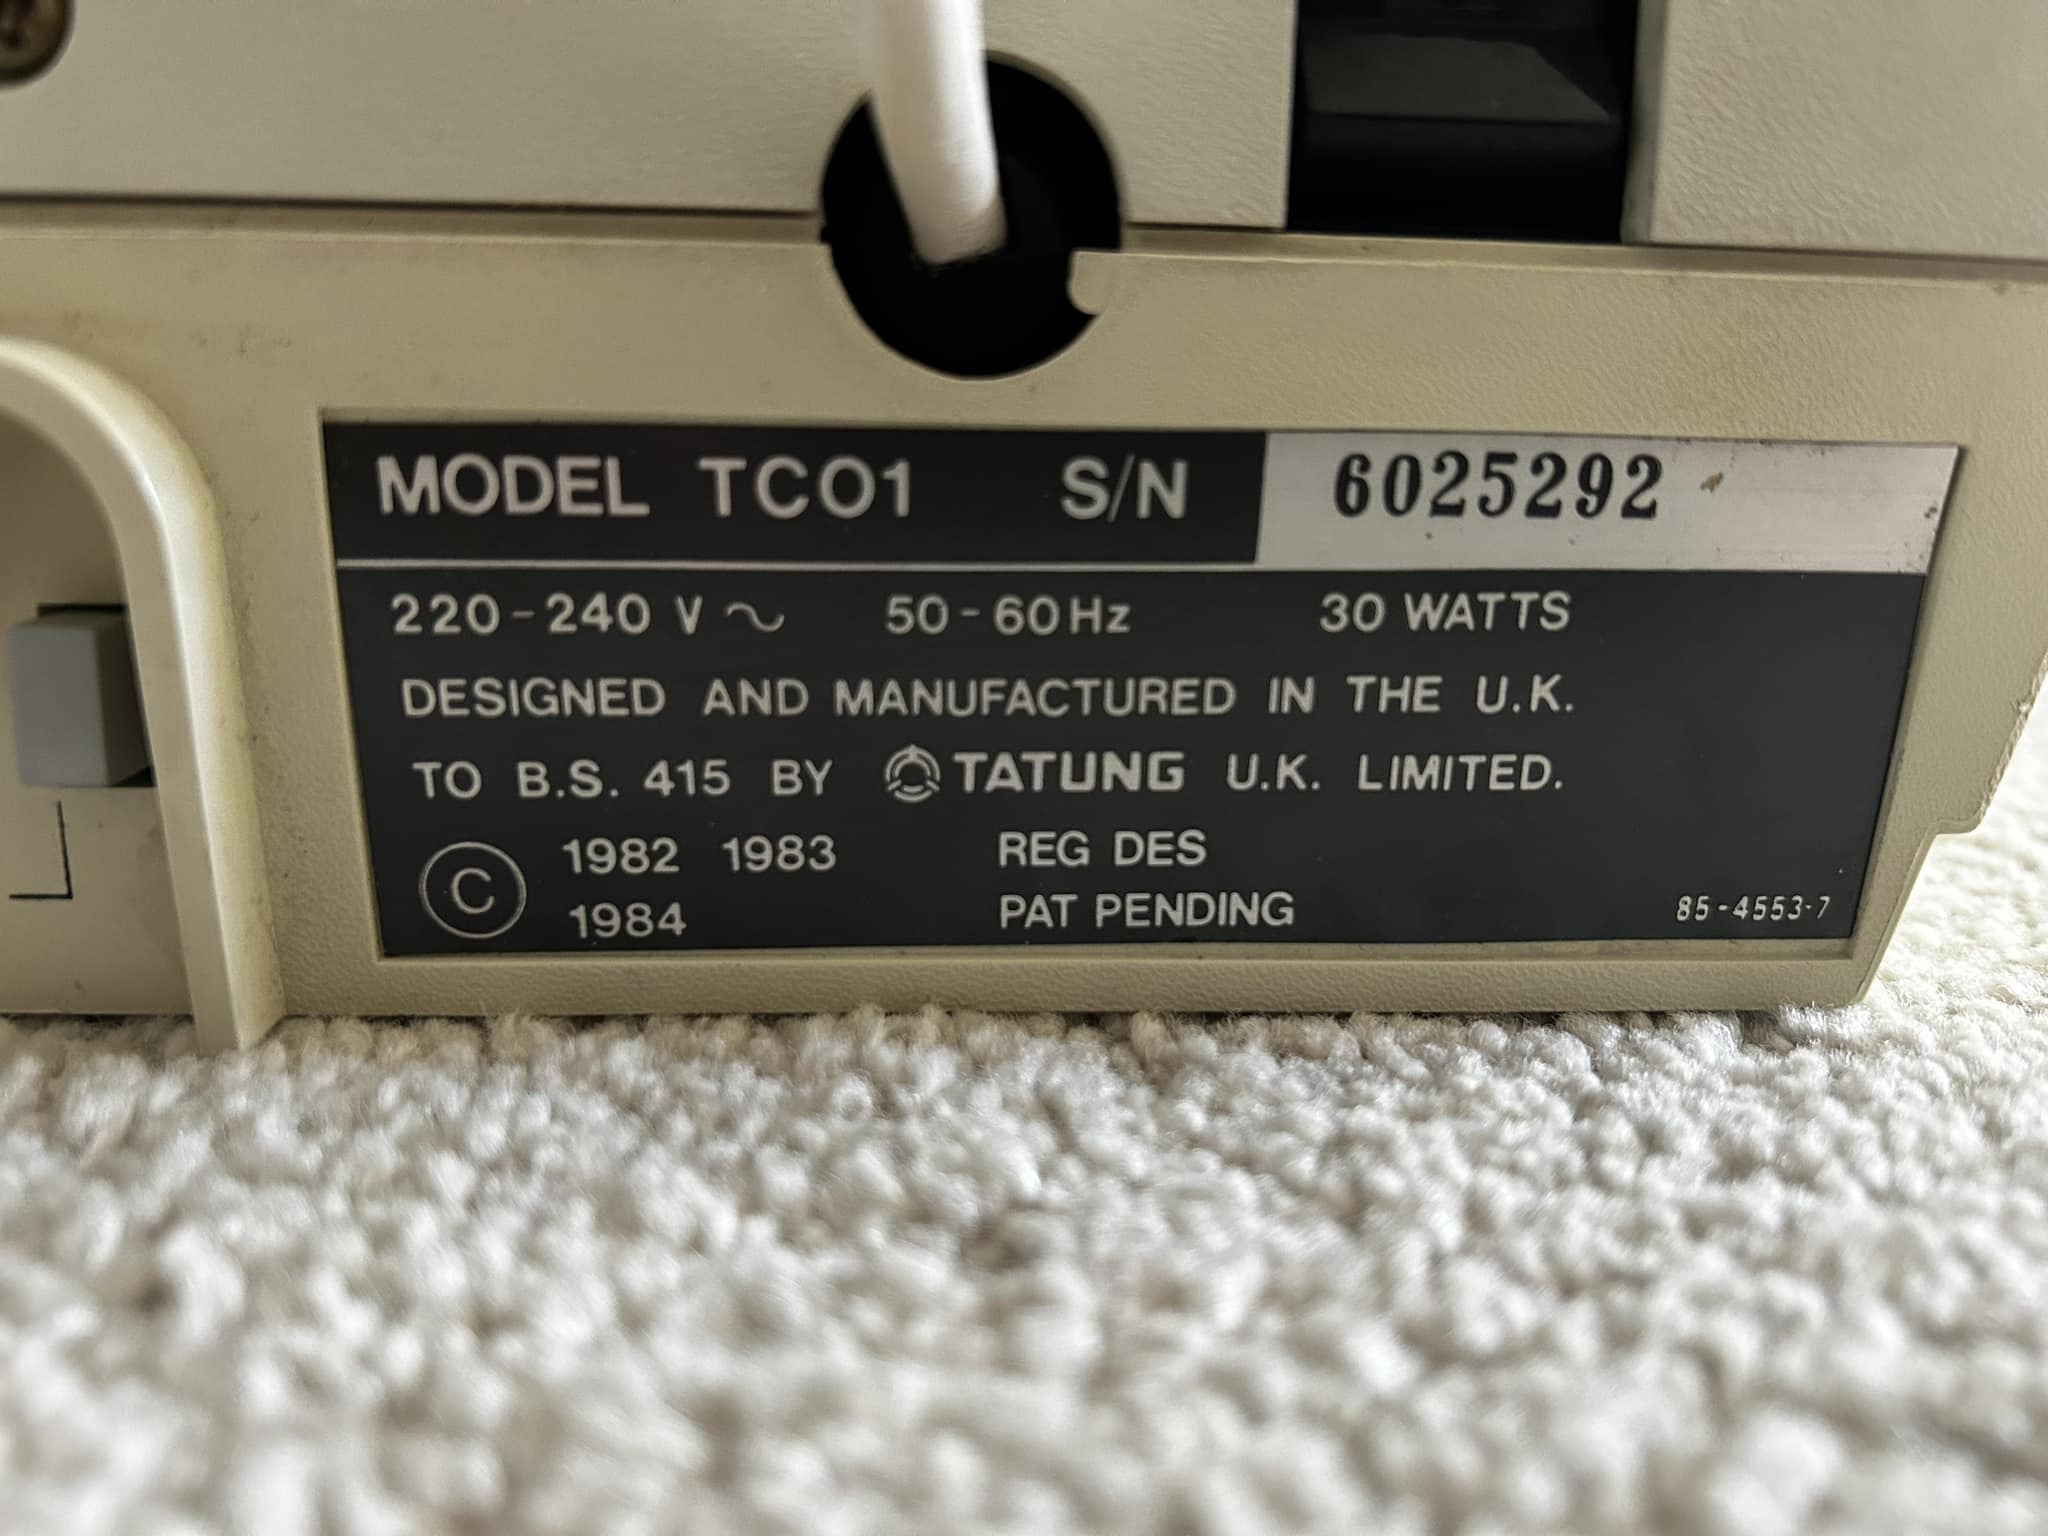 MODEL TC01 S/N 6025292
220-240 V ~ 50-60Hz 30 WATTS
DESIGNED AND MANUFACTURED IN THE U.K.
TO B.S. 415 BY TATUNG U.K. LIMITED.
© 1982 1983 REG DES
1984 PAT PENDING 85-4553-7